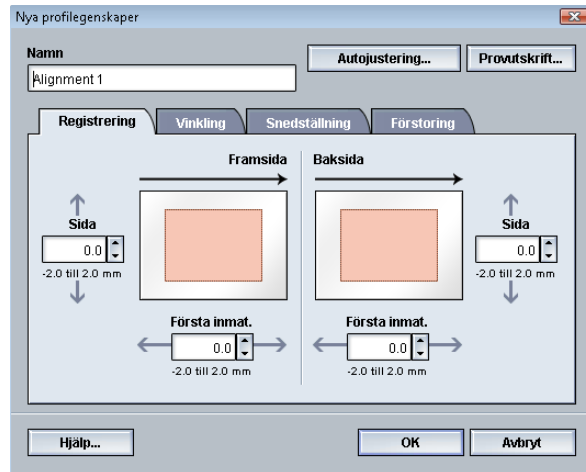 Nya profilegenskaper
Namn
Autojustering...
Provutskrift...
Alignment 1
Registrering
Vinkling
Snedställning
Förstoring
Framsida
Baksida
Sida
0.0
-2.0 till 2.0 mm
Sida
0.0
-2.0 till 2.0 mm
Första inmat.
0.0
-2.0 till 2.0 mm
Första inmat.
0.0
-2.0 till 2.0 mm
Hjälp...
OK
Avbryt